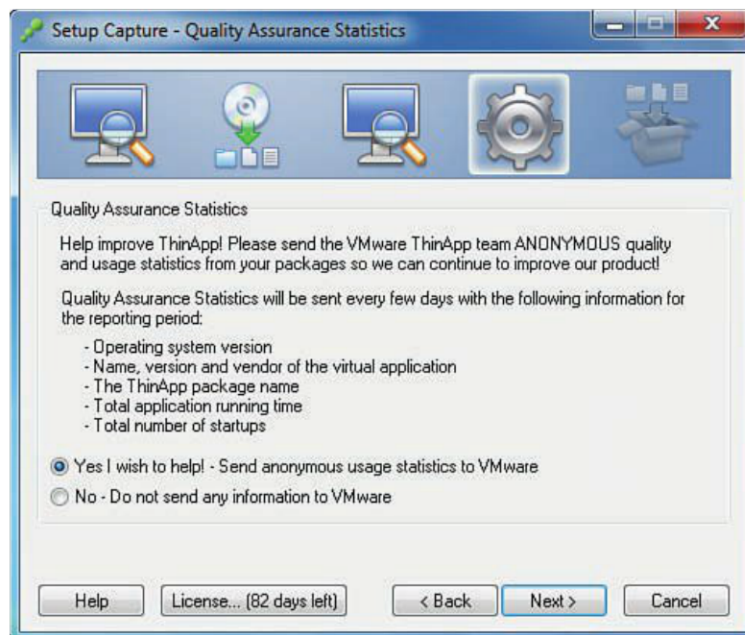 Setup Capture - Quality Assurance Statistics
Quality Assurance Statistics
Help improve ThinApp! Please send the VMware ThinApp team ANONYMOUS quality
and usage statistics from your packages so we can continue to improve our product!
Quality Assurance Statistics will be sent every few days with the following information for
the reporting period:
- Operating system version
- Name, version and vendor of the virtual application
- The ThinApp package name
- Total application running time
- Total number of startups
Yes I wish to help! - Send anonymous usage statistics to VMware
No - Do not send any information to VMware
Help License... (82 days left) < Back Next > Cancel